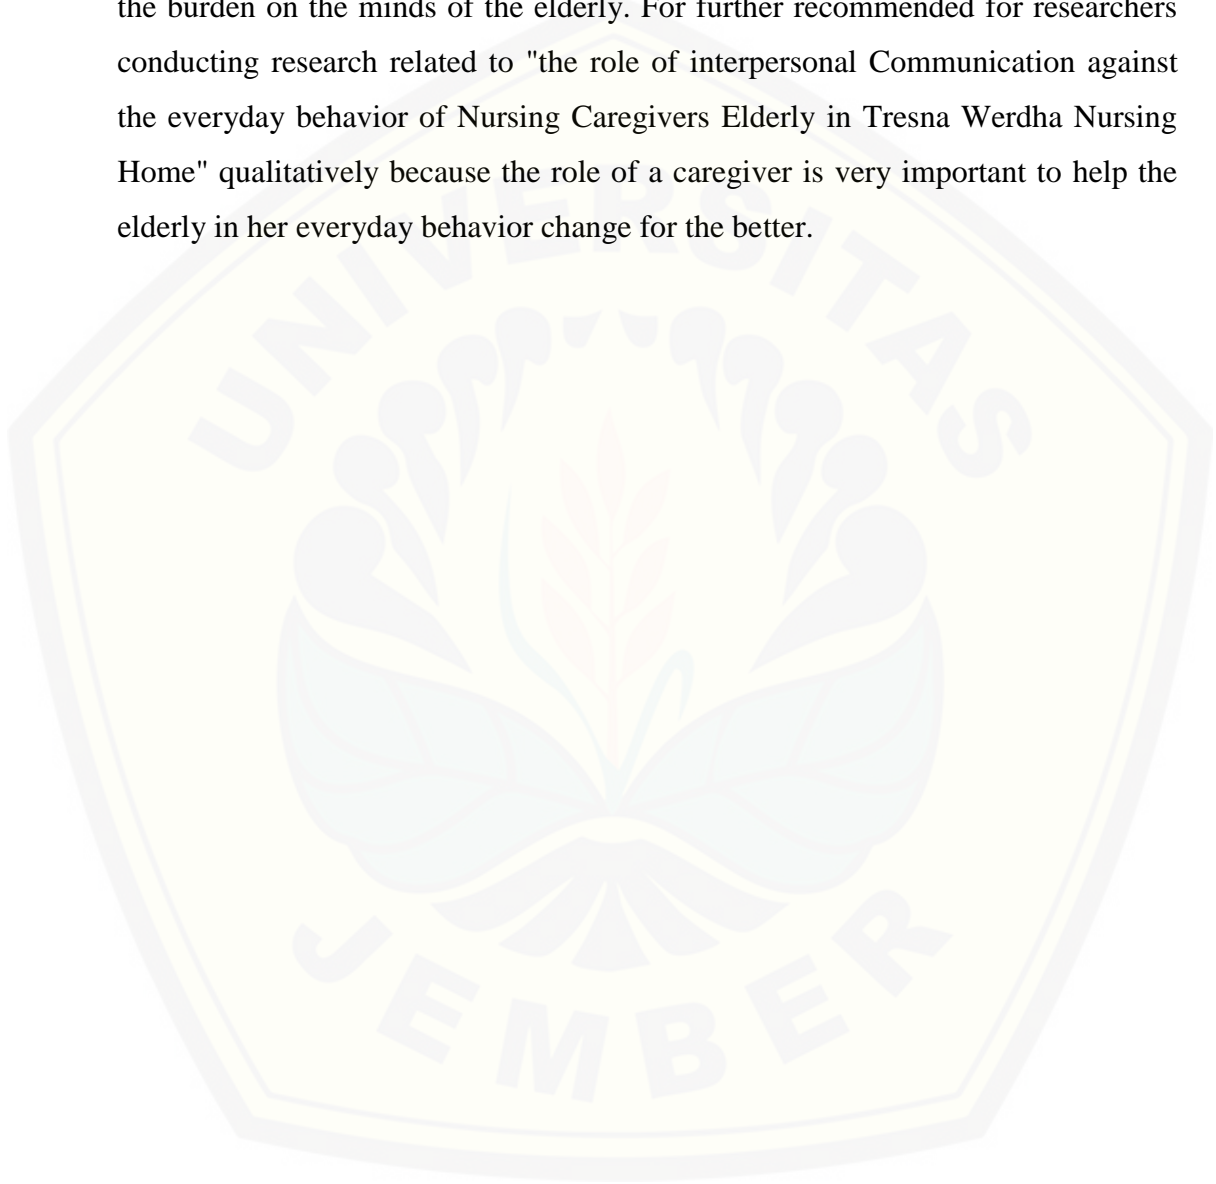 the burden on the minds of the elderly. For further recommended for researchers
conducting research related to "the role of interpersonal Communication against
the everyday behavior of Nursing Caregivers Elderly in Tresna Werdha Nursing
Home" qualitatively because the role of a caregiver is very important to help the
elderly in her everyday behavior change for the better.
UNIVERSITAS
JEMBER